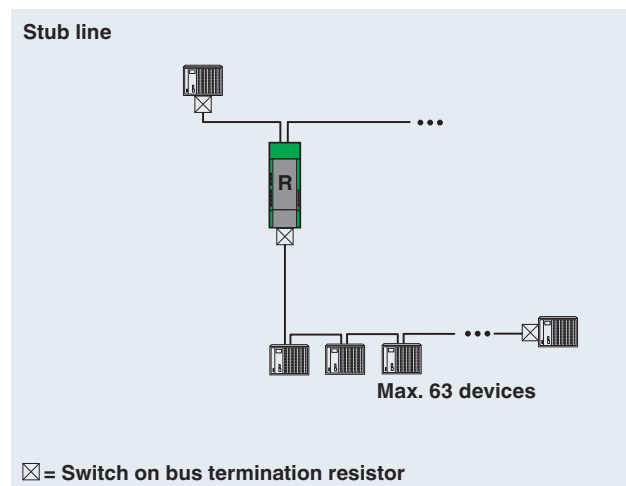 Stub line
R
Max. 63 devices
= Switch on bus termination resistor